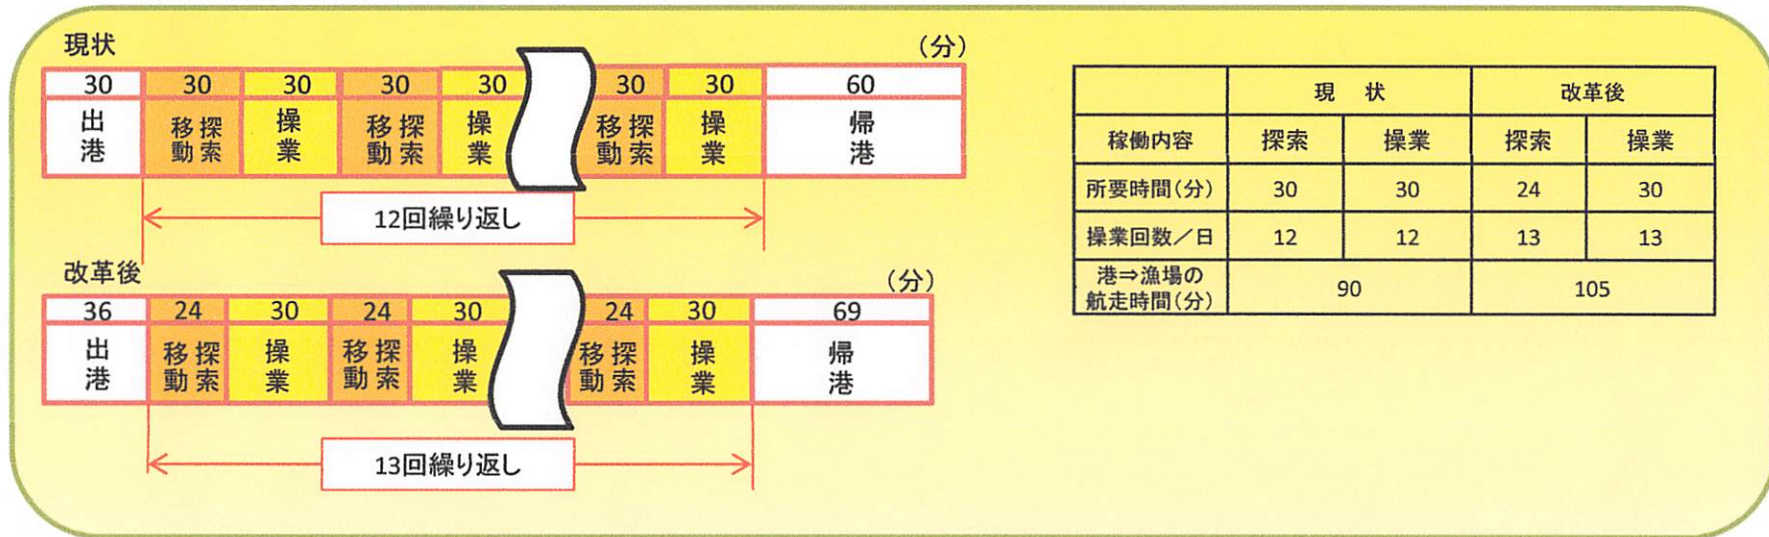 現状
(分)
30 30 30 30 30 30 30 60
出港 移動探索 操業 移動探索 操業 移動探索 操業 帰港
12回繰り返し
改革後
(分)
36 24 30 24 30 24 30 69
出港 移動探索 操業 移動探索 操業 移動探索 操業 帰港
13回繰り返し
現 状 改革後
稼働内容 探索 操業 探索 操業
所要時間(分) 30 30 24 30
操業回数/日 12 12 13 13
港⇒漁場の
航走時間(分) 90 105